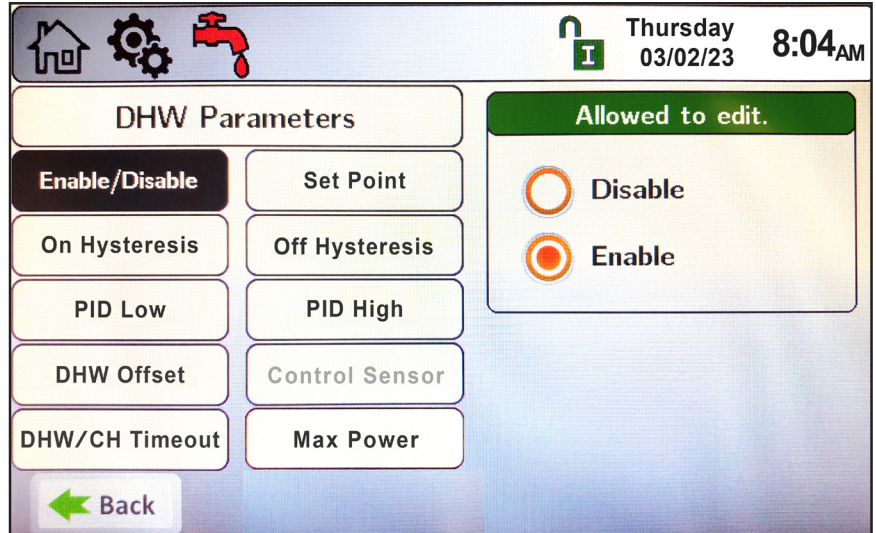 Thursday
03/02/23
8:04AM
I
DHW Parameters
Enable/Disable
Set Point
On Hysteresis
Off Hysteresis
PID Low
PID High
DHW Offset
Control Sensor
DHW/CH Timeout
Max Power
Back
Allowed to edit.
Disable
Enable